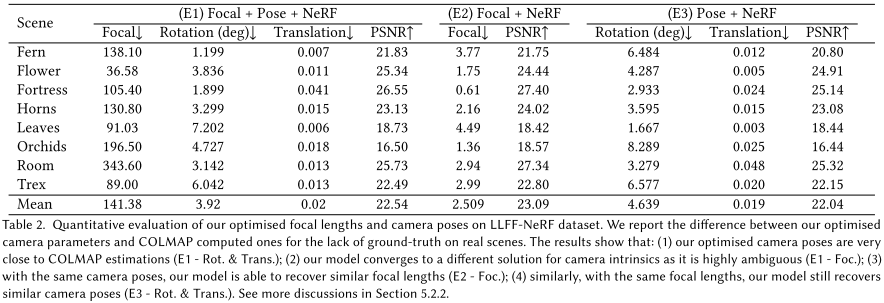 Scene (E1) Focal + Pose + NeRF (E2) Focal + NeRF (E3) Pose + NeRF
Focal↓ Rotation (deg)↓ Translation↓ PSNR↑ Focal↓ PSNR↑ Rotation (deg)↓ Translation↓ PSNR↑
Fern 138.10 1.199 0.007 21.83 3.77 21.75 6.484 0.012 20.80
Flower 36.58 3.836 0.011 25.34 1.75 24.44 4.287 0.005 24.91
Fortress 105.40 1.899 0.041 26.55 0.61 27.40 2.933 0.024 25.14
Horns 130.80 3.299 0.015 23.13 2.16 24.02 3.595 0.015 23.08
Leaves 91.03 7.202 0.006 18.73 4.49 18.42 1.667 0.003 18.44
Orchids 196.50 4.727 0.018 16.50 1.36 18.57 8.289 0.025 16.44
Room 343.60 3.142 0.013 25.73 2.94 27.34 3.279 0.048 25.32
Trex 89.00 6.042 0.013 22.49 2.99 22.80 6.577 0.020 22.15
Mean 141.38 3.92 0.02 22.54 2.509 23.09 4.639 0.019 22.04
Table 2. Quantitative evaluation of our optimised focal lengths and camera poses on LLFF-NeRF dataset. We report the difference between our optimised
camera parameters and COLMAP computed ones for the lack of ground-truth on real scenes. The results show that: (1) our optimised camera poses are very
close to COLMAP estimations (E1 - Rot. & Trans.); (2) our model converges to a different solution for camera intrinsics as it is highly ambiguous (E1 - Foc.); (3)
with the same camera poses, our model is able to recover similar focal lengths (E2 - Foc.); (4) similarly, with the same focal lengths, our model still recovers
similar camera poses (E3 - Rot. & Trans.). See more discussions in Section 5.2.2.